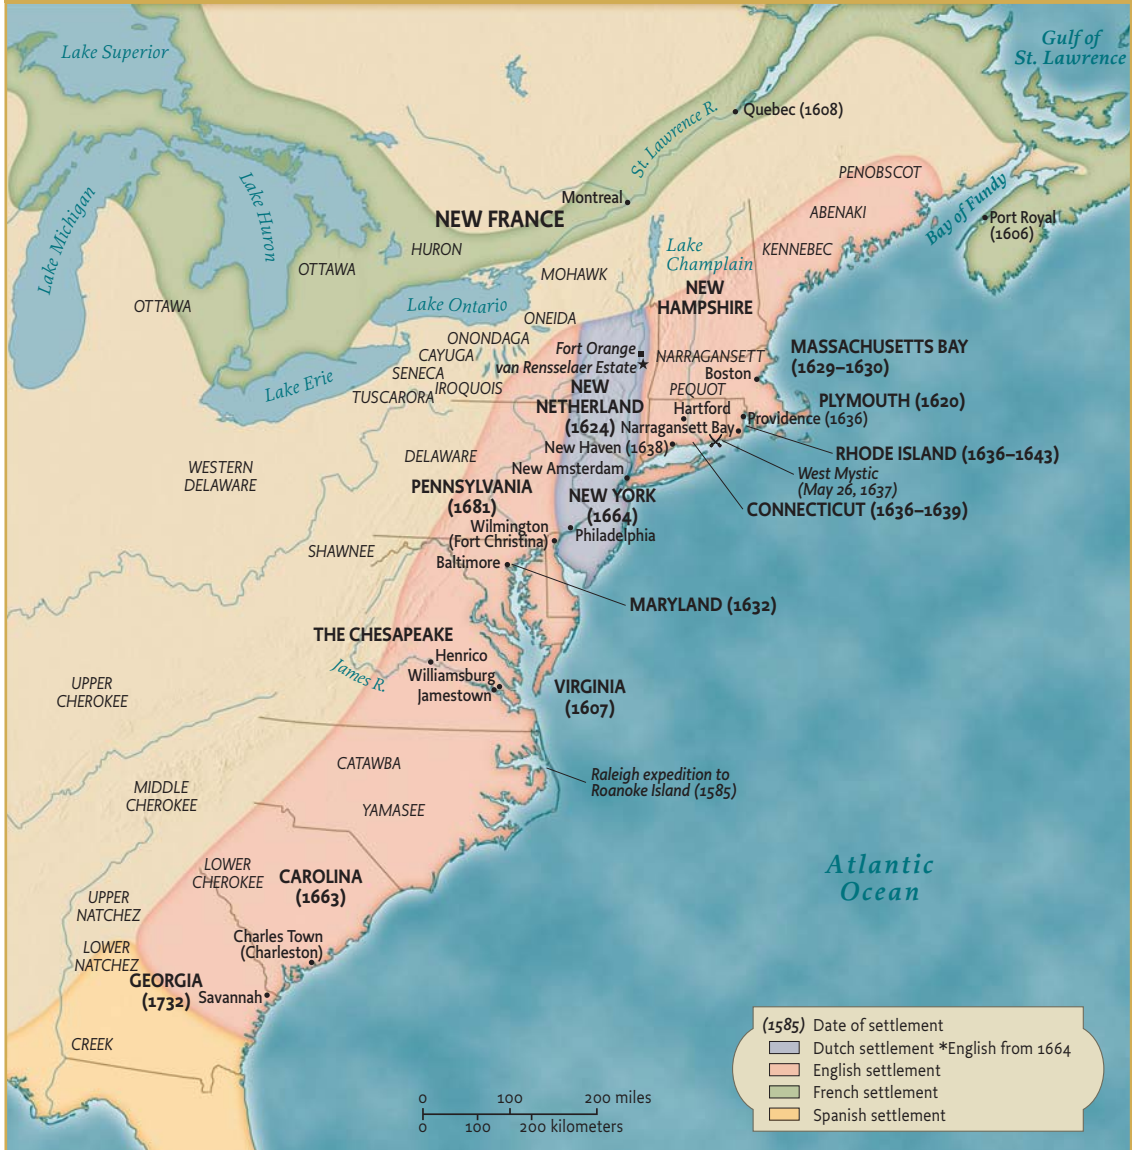 Lake Superior
Gulf of
St. Lawrence
Quebec (1608)
St. Lawrence R.
PENOBSCOT
Montreal
ABENAKI
Bay of Fundy
Port Royal
(1606)
NEW FRANCE
Lake Michigan
Lake Huron
HURON
OTTAWA
KENNEBEC
Lake
Champlain
MOHAWK
OTTAWA
NEW
HAMPSHIRE
Lake Ontario
ONEIDA
ONONDAGA
CAYUGA
SENECA
IROQUOIS
TUSCARORA
Lake Erie
Fort Orange
van Rensselaer Estate
NARRAGANSETT
Boston
MASSACHUSETTS BAY
(1629–1630)
PEQUOT
NEW
NETHERLAND
(1624)
Hartford
PLYMOUTH (1620)
Providence (1636)
Narragansett Bay
New Haven (1638)
RHODE ISLAND (1636–1643)
West Mystic
(May 26, 1637)
CONNECTICUT (1636–1639)
DELAWARE
WESTERN
DELAWARE
New Amsterdam
PENNSYLVANIA
(1681)
NEW YORK
(1664)
Wilmington
(Fort Christina)
Philadelphia
SHAWNEE
Baltimore
MARYLAND (1632)
THE CHESAPEAKE
Henrico
James R.
Williamsburg
Jamestown
VIRGINIA
(1607)
UPPER
CHEROKEE
CATAWBA
Raleigh expedition to
Roanoke Island (1585)
MIDDLE
CHEROKEE
YAMASEE
LOWER
CHEROKEE
CAROLINA
(1663)
Atlantic
Ocean
UPPER
NATCHEZ
Charles Town
(Charleston)
LOWER
NATCHEZ
GEORGIA
(1732)
Savannah
CREEK
(1585) Date of settlement
Dutch settlement *English from 1664
English settlement
French settlement
Spanish settlement
0 100 200 miles
0 100 200 kilometers